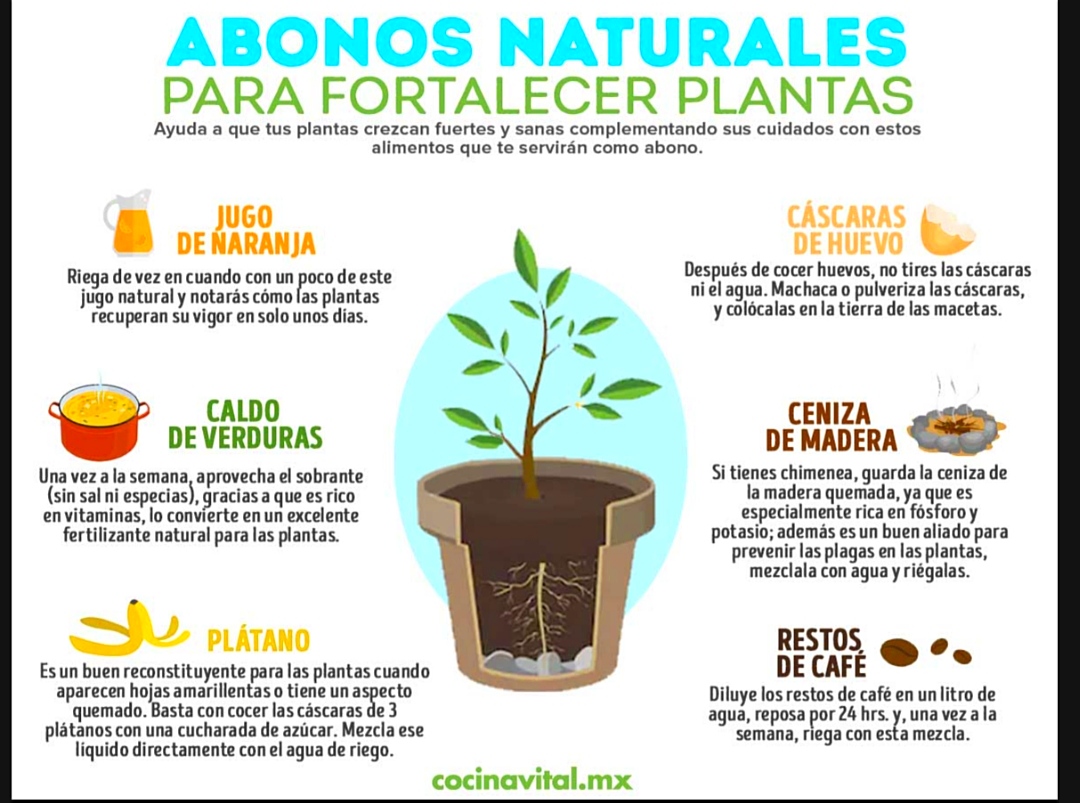 ABONOS NATURALES
PARA FORTALECER PLANTAS
Ayuda a que tus plantas crezcan fuertes y sanas complementando sus cuidados con estos
alimentos que te servirán como abono.
JUGO
DE NARANJA
Riega de vez en cuando con un poco de este
jugo natural y notarás cómo las plantas
recuperan su vigor en solo unos días.
CALDO
DE VERDURAS
Una vez a la semana, aprovecha el sobrante
(sin sal ni especias), gracias a que es rico
en vitaminas, lo convierte en un excelente
fertilizante natural para las plantas.
PLÁTANO
Es un buen reconstituyente para las plantas cuando
aparecen hojas amarillentas o tiene un aspecto
quemado. Basta con cocer las cáscaras de 3
plátanos con una cucharada de azúcar. Mezcla ese
líquido directamente con el agua de riego.
CÁSCARAS
DE HUEVO
Después de cocer huevos, no tires las cáscaras
ni el agua. Machaca o pulveriza las cáscaras,
y colócalas en la tierra de las macetas.
CENIZA
DE MADERA
Si tienes chimenea, guarda la ceniza de
la madera quemada, ya que es
especialmente rica en fósforo y
potasio; además es un buen aliado para
prevenir las plagas en las plantas,
mezclala con agua y riégalas.
RESTOS
DE CAFÉ
Diluye los restos de café en un litro de
agua, reposa por 24 hrs. y, una vez a la
semana, riega con esta mezcla.
cocinavital.mx